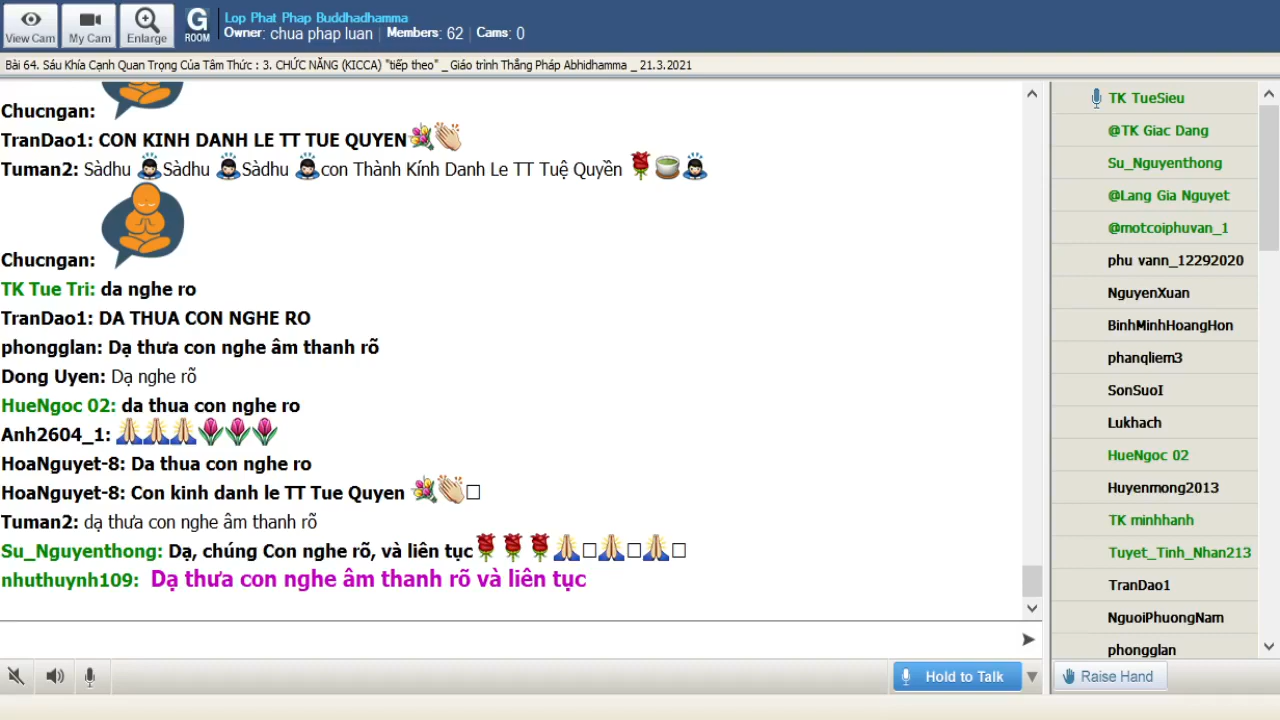 View Cam
My Cam
Enlarge
G
ROOM
Lop Phat Phap Buddhadhamma
Owner: chua phap luan Members: 62 Cams: 0
Bài 64. Sáu Khía Cạnh Quan Trọng Của Tâm Thức : 3. CHỨC NĂNG (KICCA) "tiếp theo" _ Giáo trình Thắng Pháp Abhidhamma _ 21.3.2021
Chucngan:
TranDao1: CON KINH DANH LE TT TUE QUYEN💐👏🏻
Tuman2: Sàdhu 🙇Sàdhu 🙇Sàdhu 🙇con Thành Kính Danh Le TT Tuệ Quyền 🌹🍵🙇
Chucngan:
TK Tue Tri: da nghe ro
TranDao1: DA THUA CON NGHE RO
phongglan: Dạ thưa con nghe âm thanh rõ
Dong Uyen: Dạ nghe rõ
HueNgoc 02: da thua con nghe ro
Anh2604_1: 🙏🙏🙏🌷🌷🌷
HoaNguyet-8: Da thua con nghe ro
HoaNguyet-8: Con kinh danh le TT Tue Quyen 💐👏🏻□
Tuman2: dạ thưa con nghe âm thanh rõ
Su_Nguyenthong: Dạ, chúng Con nghe rõ, và liên tục🌹🌹🌹🙏□🙏□🙏□
nhuthuynh109: Dạ thưa con nghe âm thanh rõ và liên tục
Hold to Talk
TK TueSieu
@TK Giac Dang
Su_Nguyenthong
@Lang Gia Nguyet
@motcoiphuvan_1
phu vann_12292020
NguyenXuan
BinhMinhHoangHon
phanqliem3
SonSuoI
Lukhach
HueNgoc 02
Huyenmong2013
TK minhhanh
Tuyet_Tinh_Nhan213
TranDao1
NguoiPhuongNam
phongglan
Raise Hand